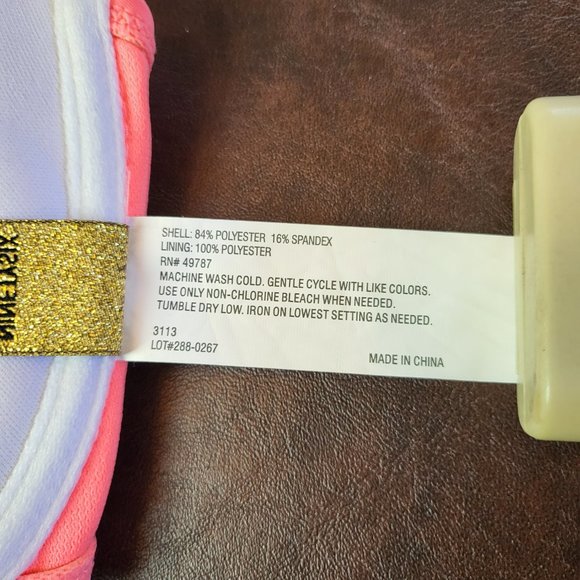 NINETYSIX
SHELL: 84% POLYESTER 16% SPANDEX
LINING: 100% POLYESTER
RN# 49787
MACHINE WASH COLD. GENTLE CYCLE WITH LIKE COLORS.
USE ONLY NON-CHLORINE BLEACH WHEN NEEDED.
TUMBLE DRY LOW. IRON ON LOWEST SETTING AS NEEDED.
3113
LOT#288-0267
MADE IN CHINA